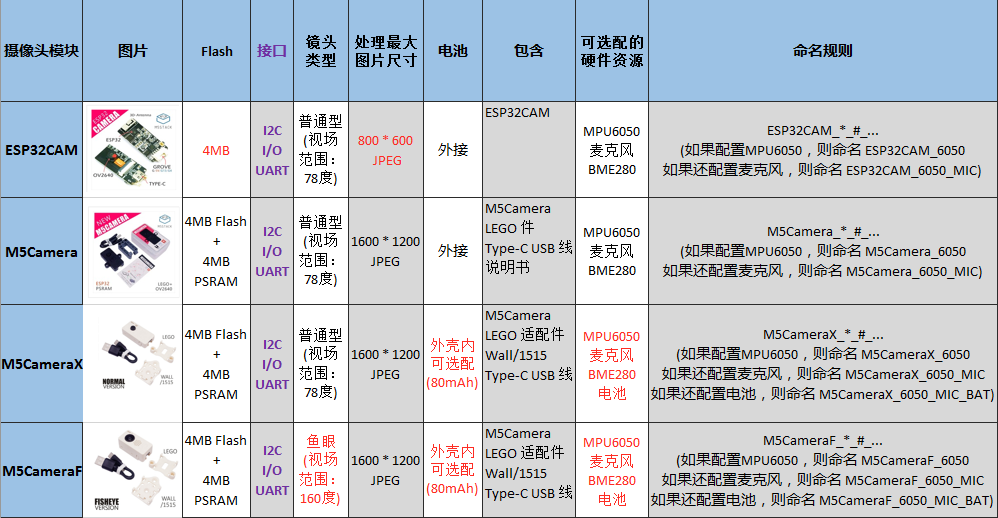 摄像头模块
图片
Flash
接口
镜头
类型
处理最大
图片尺寸
电池
包含
可选配的
硬件资源
命名规则
ESP32CAM
ESP32
CAMERA
3D Antenna
M5STACK
ESP32
GROVE
OV2640
TYPE-C
4MB
I2C
I/O
UART
普通型
(视场
范围：
78度)
800 * 600
JPEG
外接
ESP32CAM
MPU6050
麦克风
BME280
ESP32CAM_*_#_...
(如果配置MPU6050，则命名 ESP32CAM_6050
如果还配置麦克风，则命名 ESP32CAM_6050_MIC)
M5Camera
NEW
M5CAMERA
M5STACK
ESP32
PSRAM
LEGO+
OV2640
4MB Flash
+
4MB
PSRAM
I2C
I/O
UART
普通型
(视场
范围：
78度)
1600 * 1200
JPEG
外接
M5Camera
LEGO 件
Type-C USB 线
说明书
MPU6050
麦克风
BME280
M5Camera_*_#_...
(如果配置MPU6050，则命名 M5Camera_6050
如果还配置麦克风，则命名 M5Camera_6050_MIC)
M5CameraX
LEGO
NORMAL
VERSION
WALL
/1515
4MB Flash
+
4MB
PSRAM
I2C
I/O
UART
普通型
(视场
范围：
78度)
1600 * 1200
JPEG
外壳内
可选配
(80mAh)
M5Camera
LEGO 适配件
Wall/1515
Type-C USB 线
MPU6050
麦克风
BME280
电池
M5CameraX_*_#_...
(如果配置MPU6050，则命名 M5CameraX_6050
如果还配置麦克风，则命名 M5CameraX_6050_MIC
如果还配置电池，则命名 M5CameraX_6050_MIC_BAT)
M5CameraF
LEGO
FISHEYE
VERSION
WALL
/1515
4MB Flash
+
4MB
PSRAM
I2C
I/O
UART
鱼眼
(视场
范围：
160度)
1600 * 1200
JPEG
外壳内
可选配
(80mAh)
M5Camera
LEGO 适配件
Wall/1515
Type-C USB 线
MPU6050
麦克风
BME280
电池
M5CameraF_*_#_...
(如果配置MPU6050，则命名 M5CameraF_6050
如果还配置麦克风，则命名 M5CameraF_6050_MIC
如果还配置电池，则命名 M5CameraF_6050_MIC_BAT)